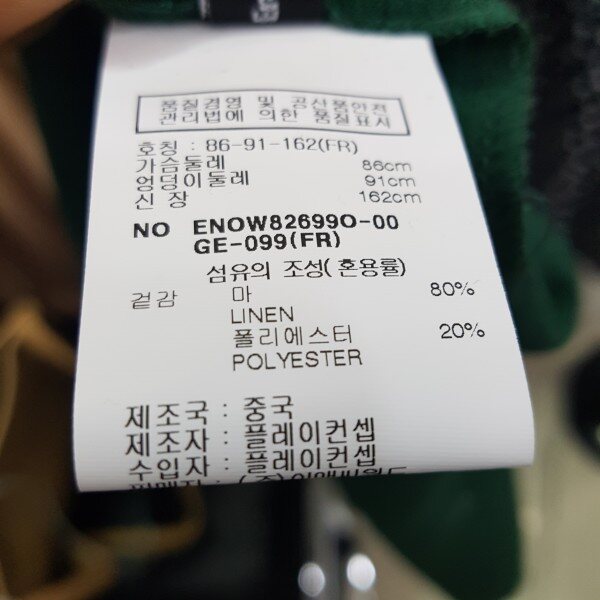 품질경영 및 공산품안전
관리법에 의한 품질표시
호칭 : 86-91-162(FR)
가슴둘레 86cm
엉덩이둘레 91cm
신 장 162cm
NO ENOW82699O-00
GE-099(FR)
섬유의 조성( 혼용률)
겉감 마 80%
LINEN
폴리에스터 20%
POLYESTER
제조국 : 중국
제조자 : 플레이컨셉
수입자 : 플레이컨셉